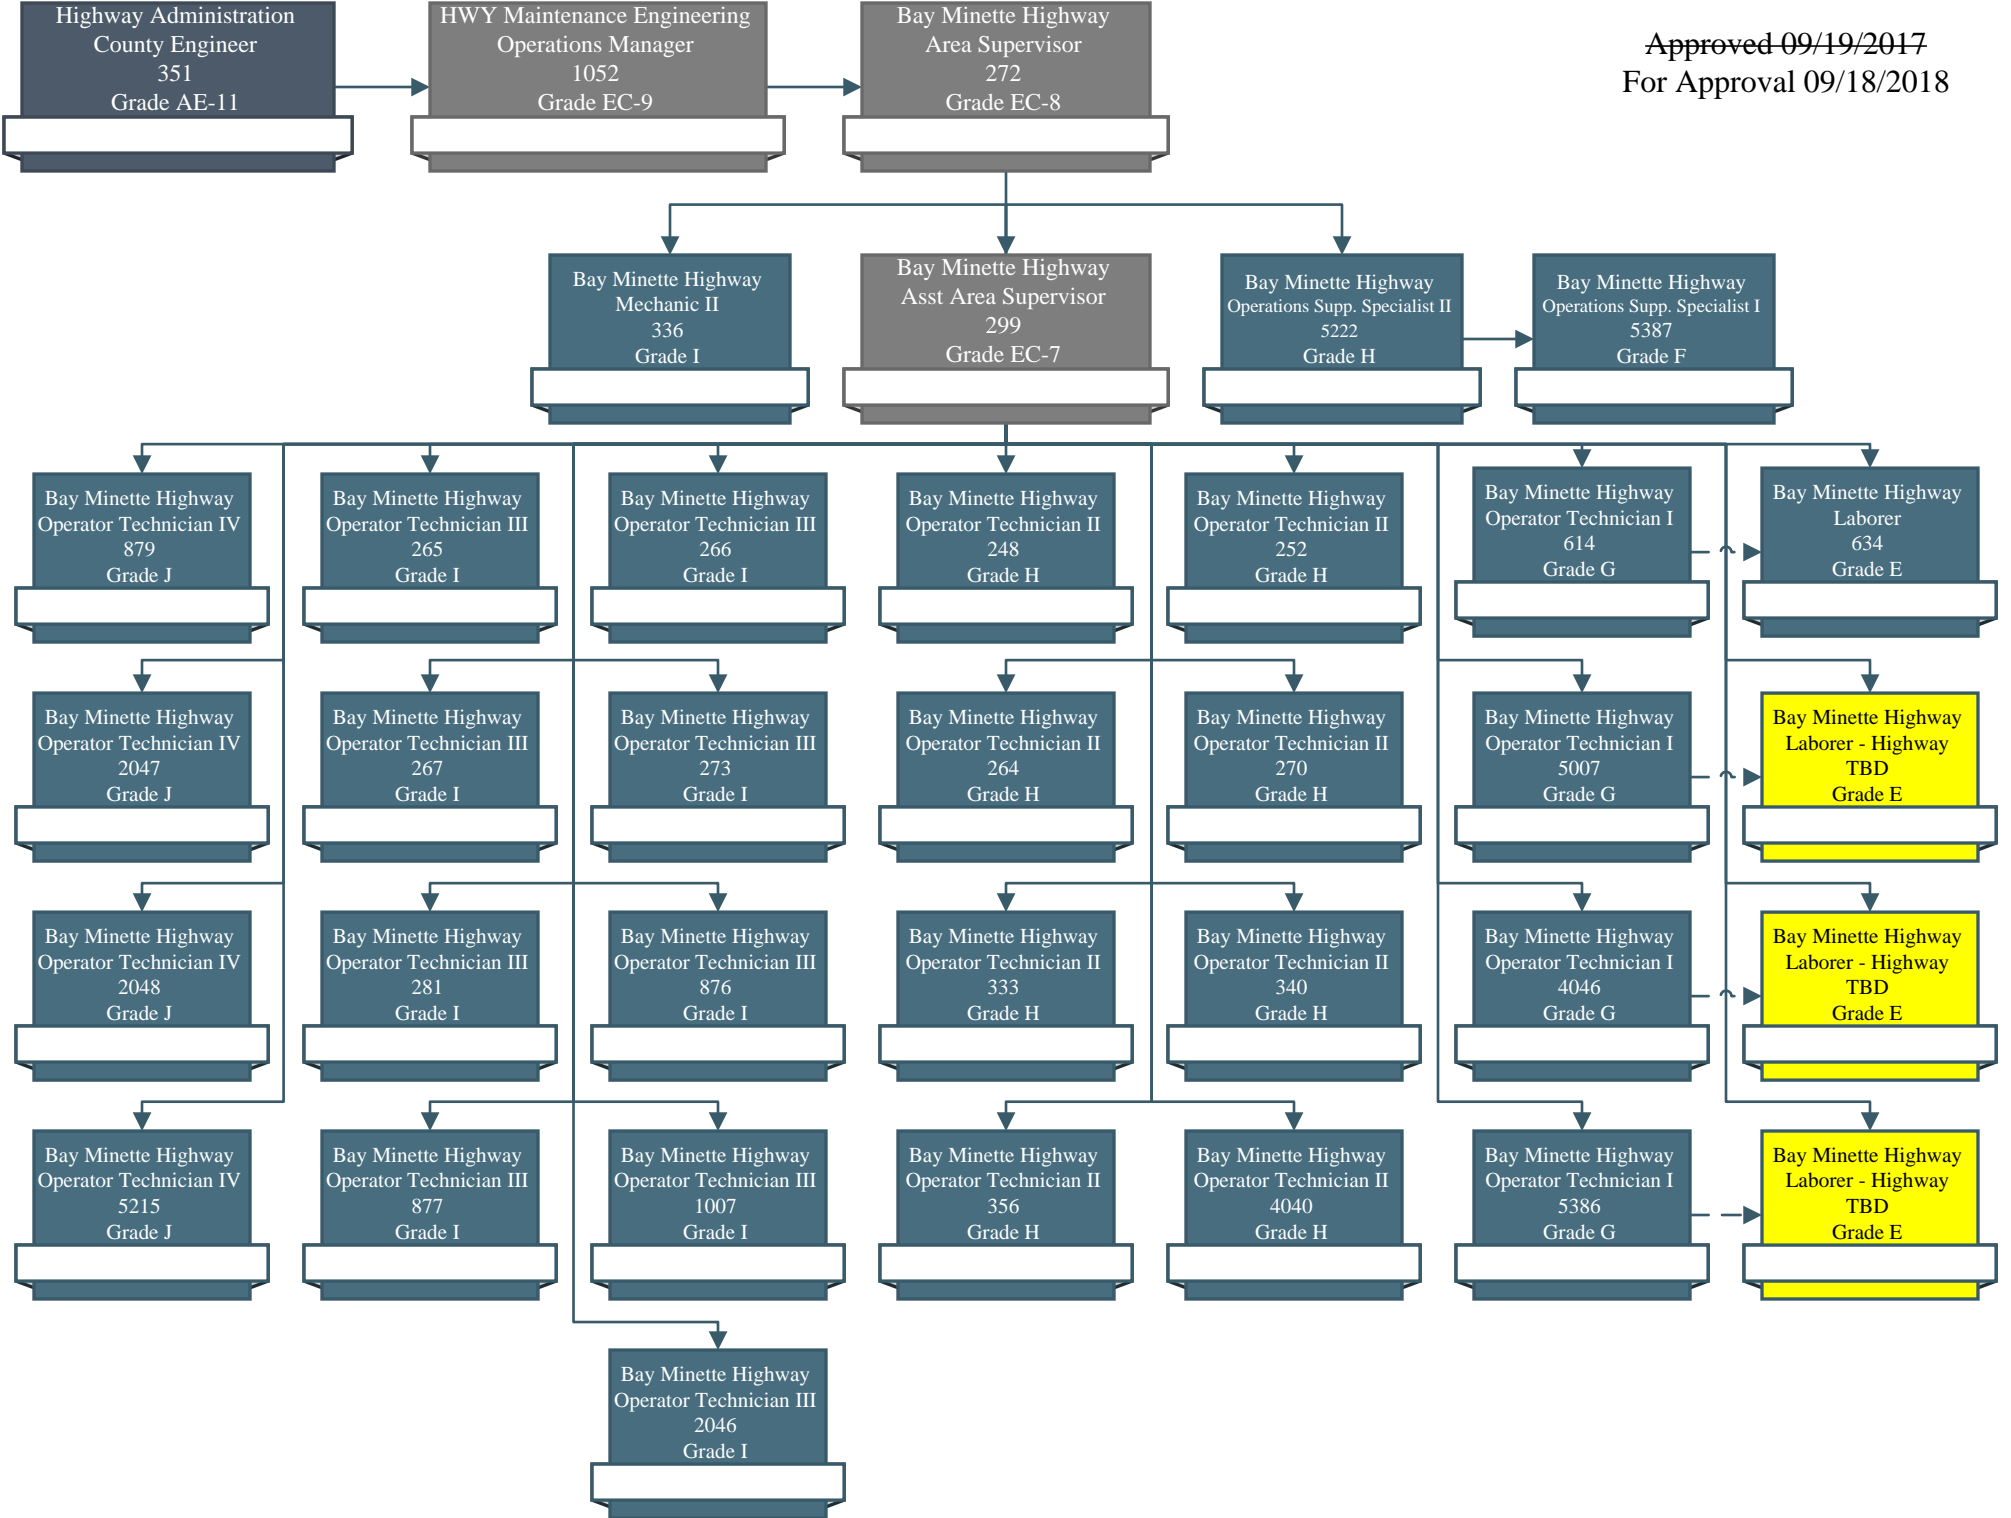 Highway Administration
County Engineer
351
Grade AE-11
HWY Maintenance Engineering
Operations Manager
1052
Grade EC-9
Bay Minette Highway
Area Supervisor
272
Grade EC-8
Approved 09/19/2017
For Approval 09/18/2018
Bay Minette Highway
Mechanic II
336
Grade I
Bay Minette Highway
Asst Area Supervisor
299
Grade EC-7
Bay Minette Highway
Operations Supp. Specialist II
5222
Grade H
Bay Minette Highway
Operations Supp. Specialist I
5387
Grade F
Bay Minette Highway
Operator Technician IV
879
Grade J
Bay Minette Highway
Operator Technician III
265
Grade I
Bay Minette Highway
Operator Technician III
266
Grade I
Bay Minette Highway
Operator Technician II
248
Grade H
Bay Minette Highway
Operator Technician II
252
Grade H
Bay Minette Highway
Operator Technician I
614
Grade G
Bay Minette Highway
Laborer
634
Grade E
Bay Minette Highway
Operator Technician IV
2047
Grade J
Bay Minette Highway
Operator Technician III
267
Grade I
Bay Minette Highway
Operator Technician III
273
Grade I
Bay Minette Highway
Operator Technician II
264
Grade H
Bay Minette Highway
Operator Technician II
270
Grade H
Bay Minette Highway
Operator Technician I
5007
Grade G
Bay Minette Highway
Laborer - Highway
TBD
Grade E
Bay Minette Highway
Operator Technician IV
2048
Grade J
Bay Minette Highway
Operator Technician III
281
Grade I
Bay Minette Highway
Operator Technician III
876
Grade I
Bay Minette Highway
Operator Technician II
333
Grade H
Bay Minette Highway
Operator Technician II
340
Grade H
Bay Minette Highway
Operator Technician I
4046
Grade G
Bay Minette Highway
Laborer - Highway
TBD
Grade E
Bay Minette Highway
Operator Technician IV
5215
Grade J
Bay Minette Highway
Operator Technician III
877
Grade I
Bay Minette Highway
Operator Technician III
1007
Grade I
Bay Minette Highway
Operator Technician II
356
Grade H
Bay Minette Highway
Operator Technician II
4040
Grade H
Bay Minette Highway
Operator Technician I
5386
Grade G
Bay Minette Highway
Laborer - Highway
TBD
Grade E
Bay Minette Highway
Operator Technician III
2046
Grade I